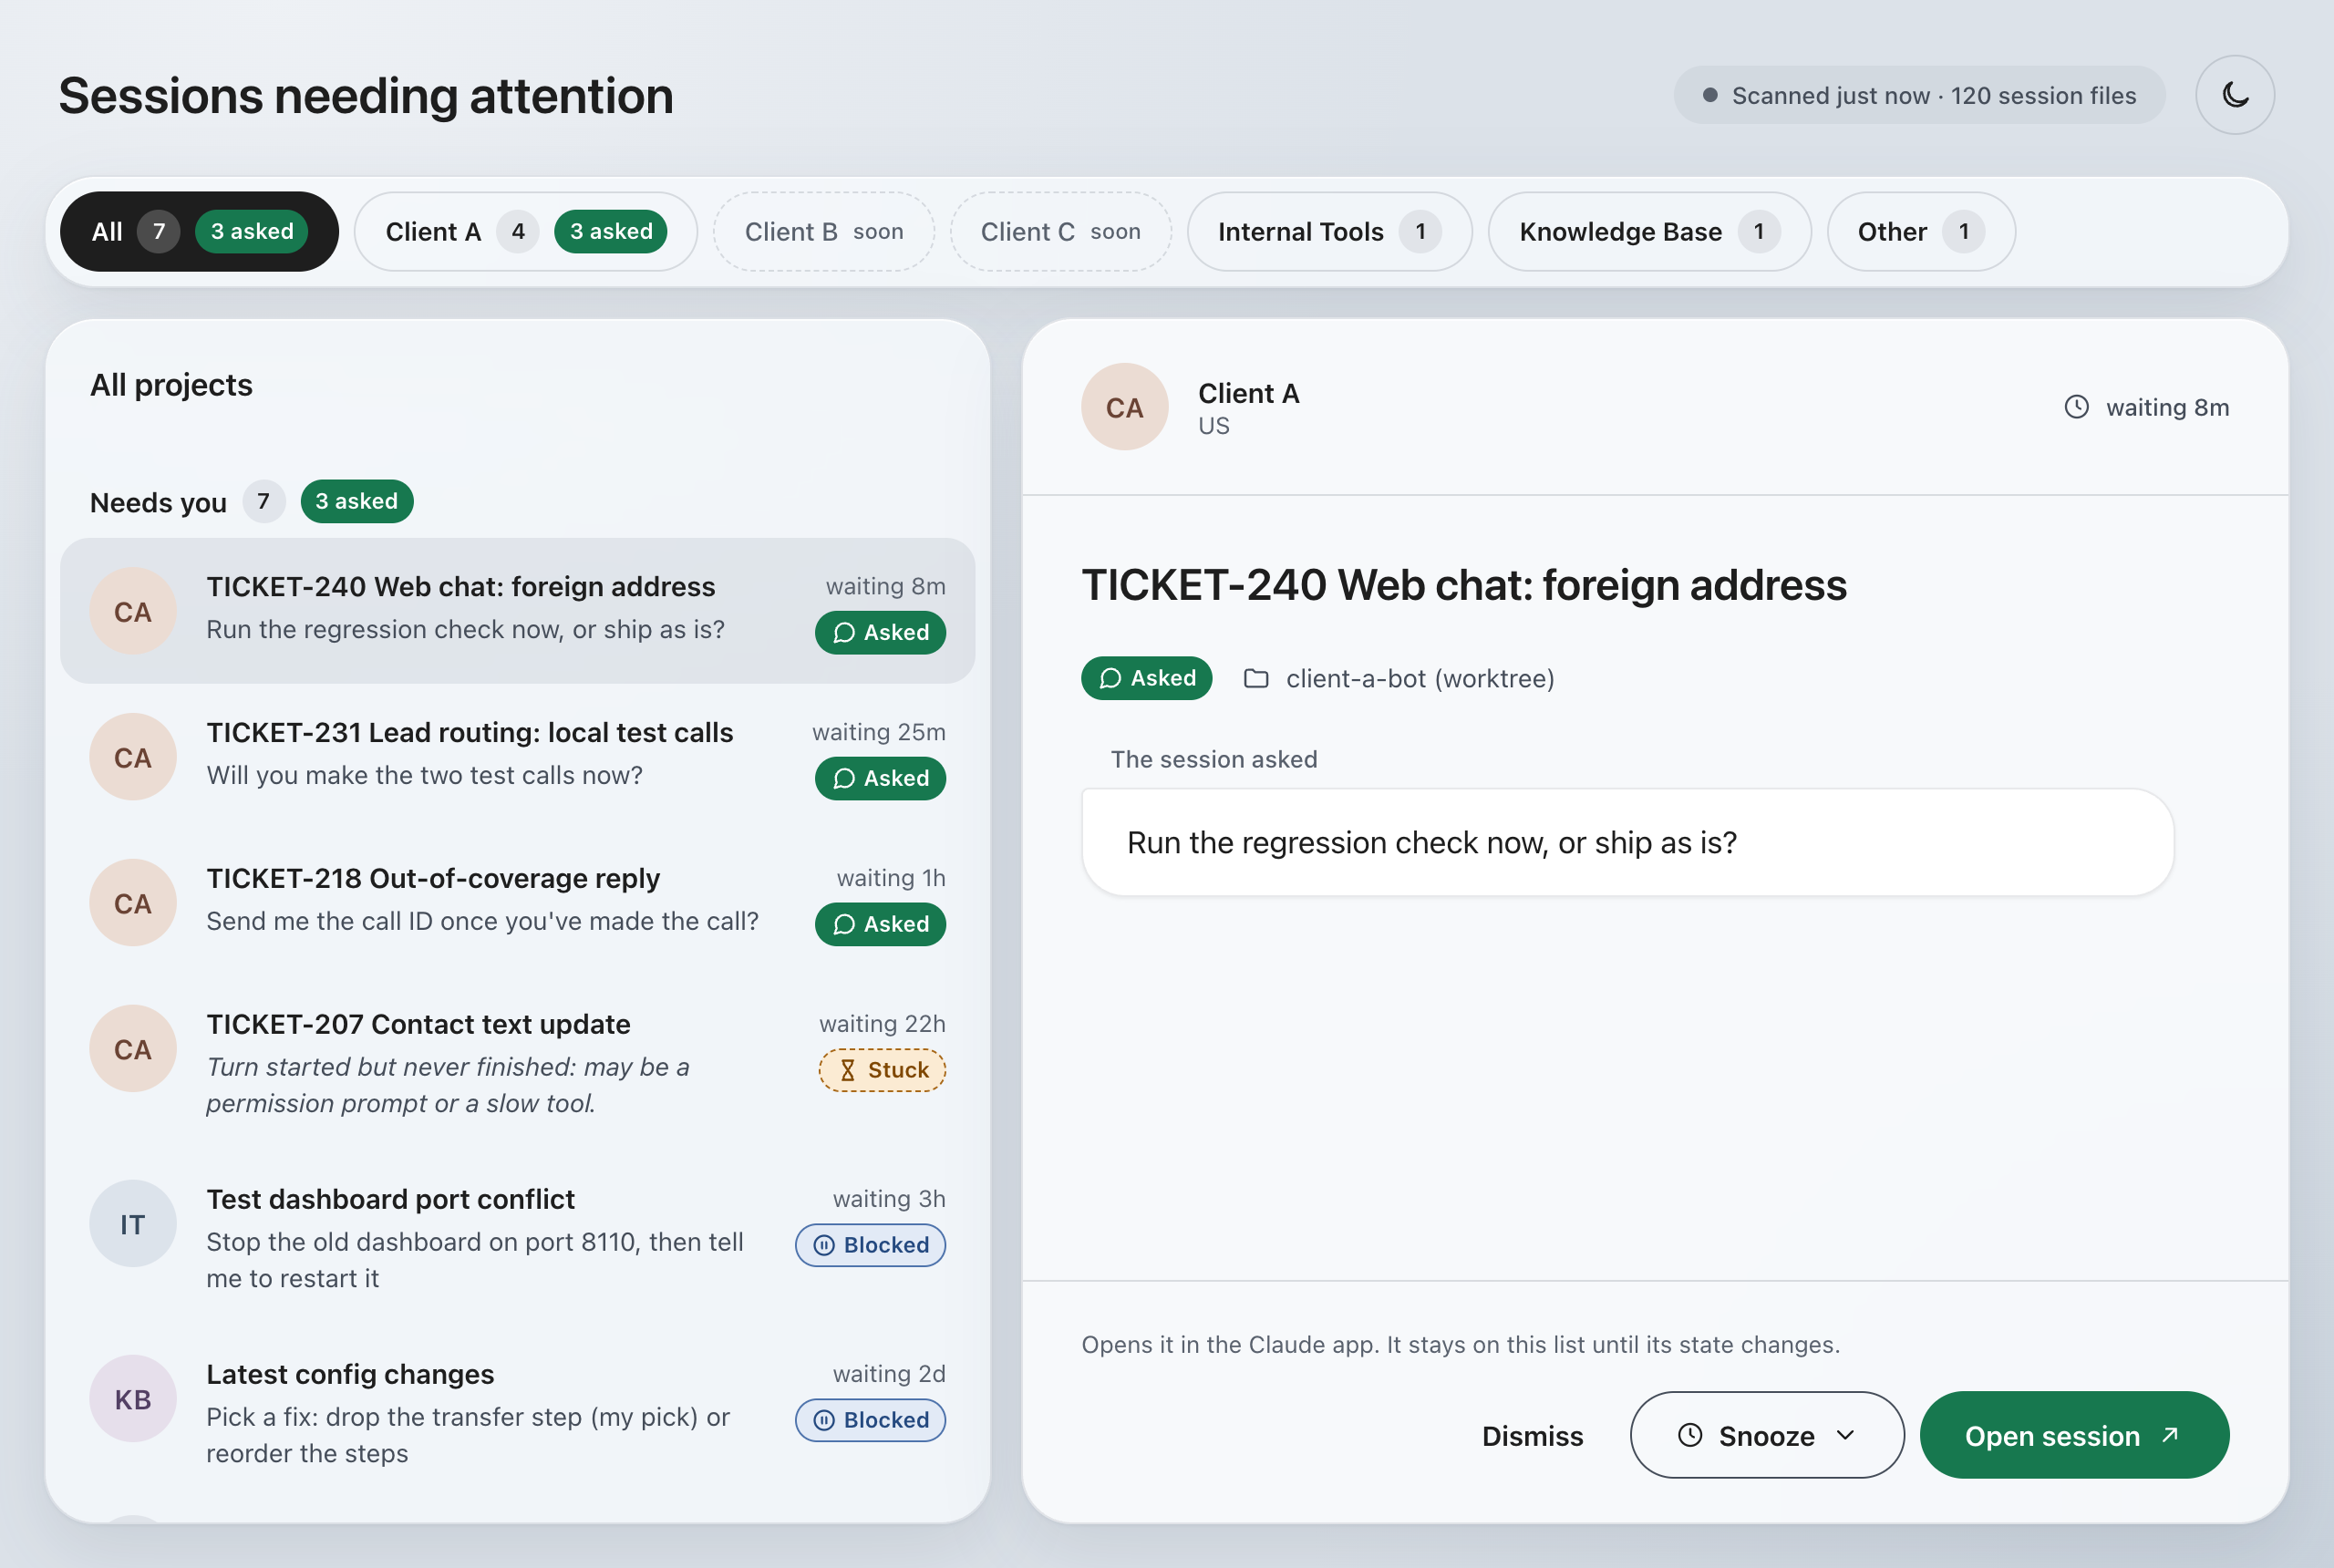 Sessions needing attention
Scanned just now · 120 session files
All 7 3 asked
Client A 4 3 asked
Client B soon
Client C soon
Internal Tools 1
Knowledge Base 1
Other 1
All projects
Needs you 7 3 asked
CA
TICKET-240 Web chat: foreign address
waiting 8m
Run the regression check now, or ship as is?
Asked
CA
TICKET-231 Lead routing: local test calls
waiting 25m
Will you make the two test calls now?
Asked
CA
TICKET-218 Out-of-coverage reply
waiting 1h
Send me the call ID once you've made the call?
Asked
CA
TICKET-207 Contact text update
waiting 22h
Turn started but never finished: may be a
permission prompt or a slow tool.
Stuck
IT
Test dashboard port conflict
waiting 3h
Stop the old dashboard on port 8110, then tell
me to restart it
Blocked
KB
Latest config changes
waiting 2d
Pick a fix: drop the transfer step (my pick) or
reorder the steps
Blocked
CA
Client A
US
waiting 8m
TICKET-240 Web chat: foreign address
Asked
client-a-bot (worktree)
The session asked
Run the regression check now, or ship as is?
Opens it in the Claude app. It stays on this list until its state changes.
Dismiss
Snooze
Open session